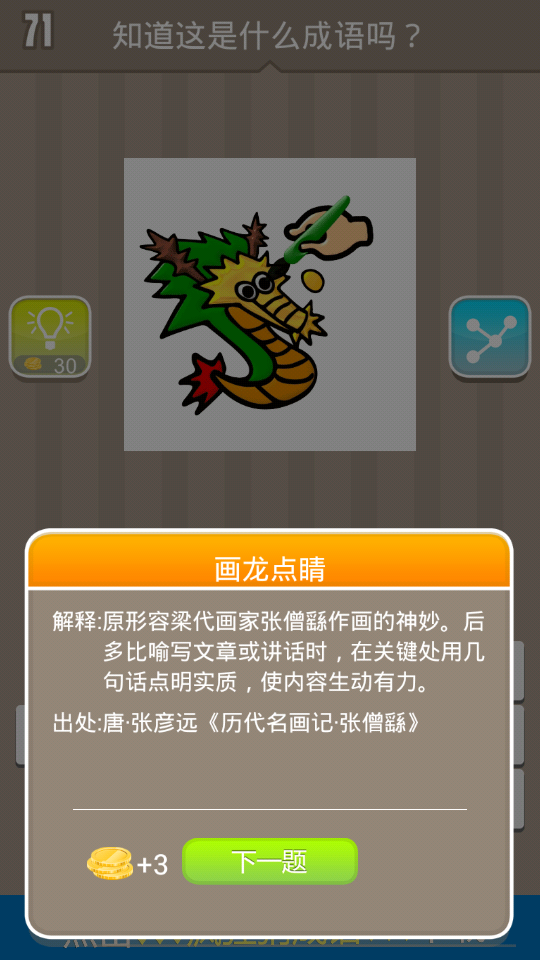 71
知道这是什么成语吗？
30
画龙点睛
解释:原形容梁代画家张僧繇作画的神妙。后
多比喻写文章或讲话时，在关键处用几
句话点明实质，使内容生动有力。
出处:唐·张彦远《历代名画记·张僧繇》
+3
下一题